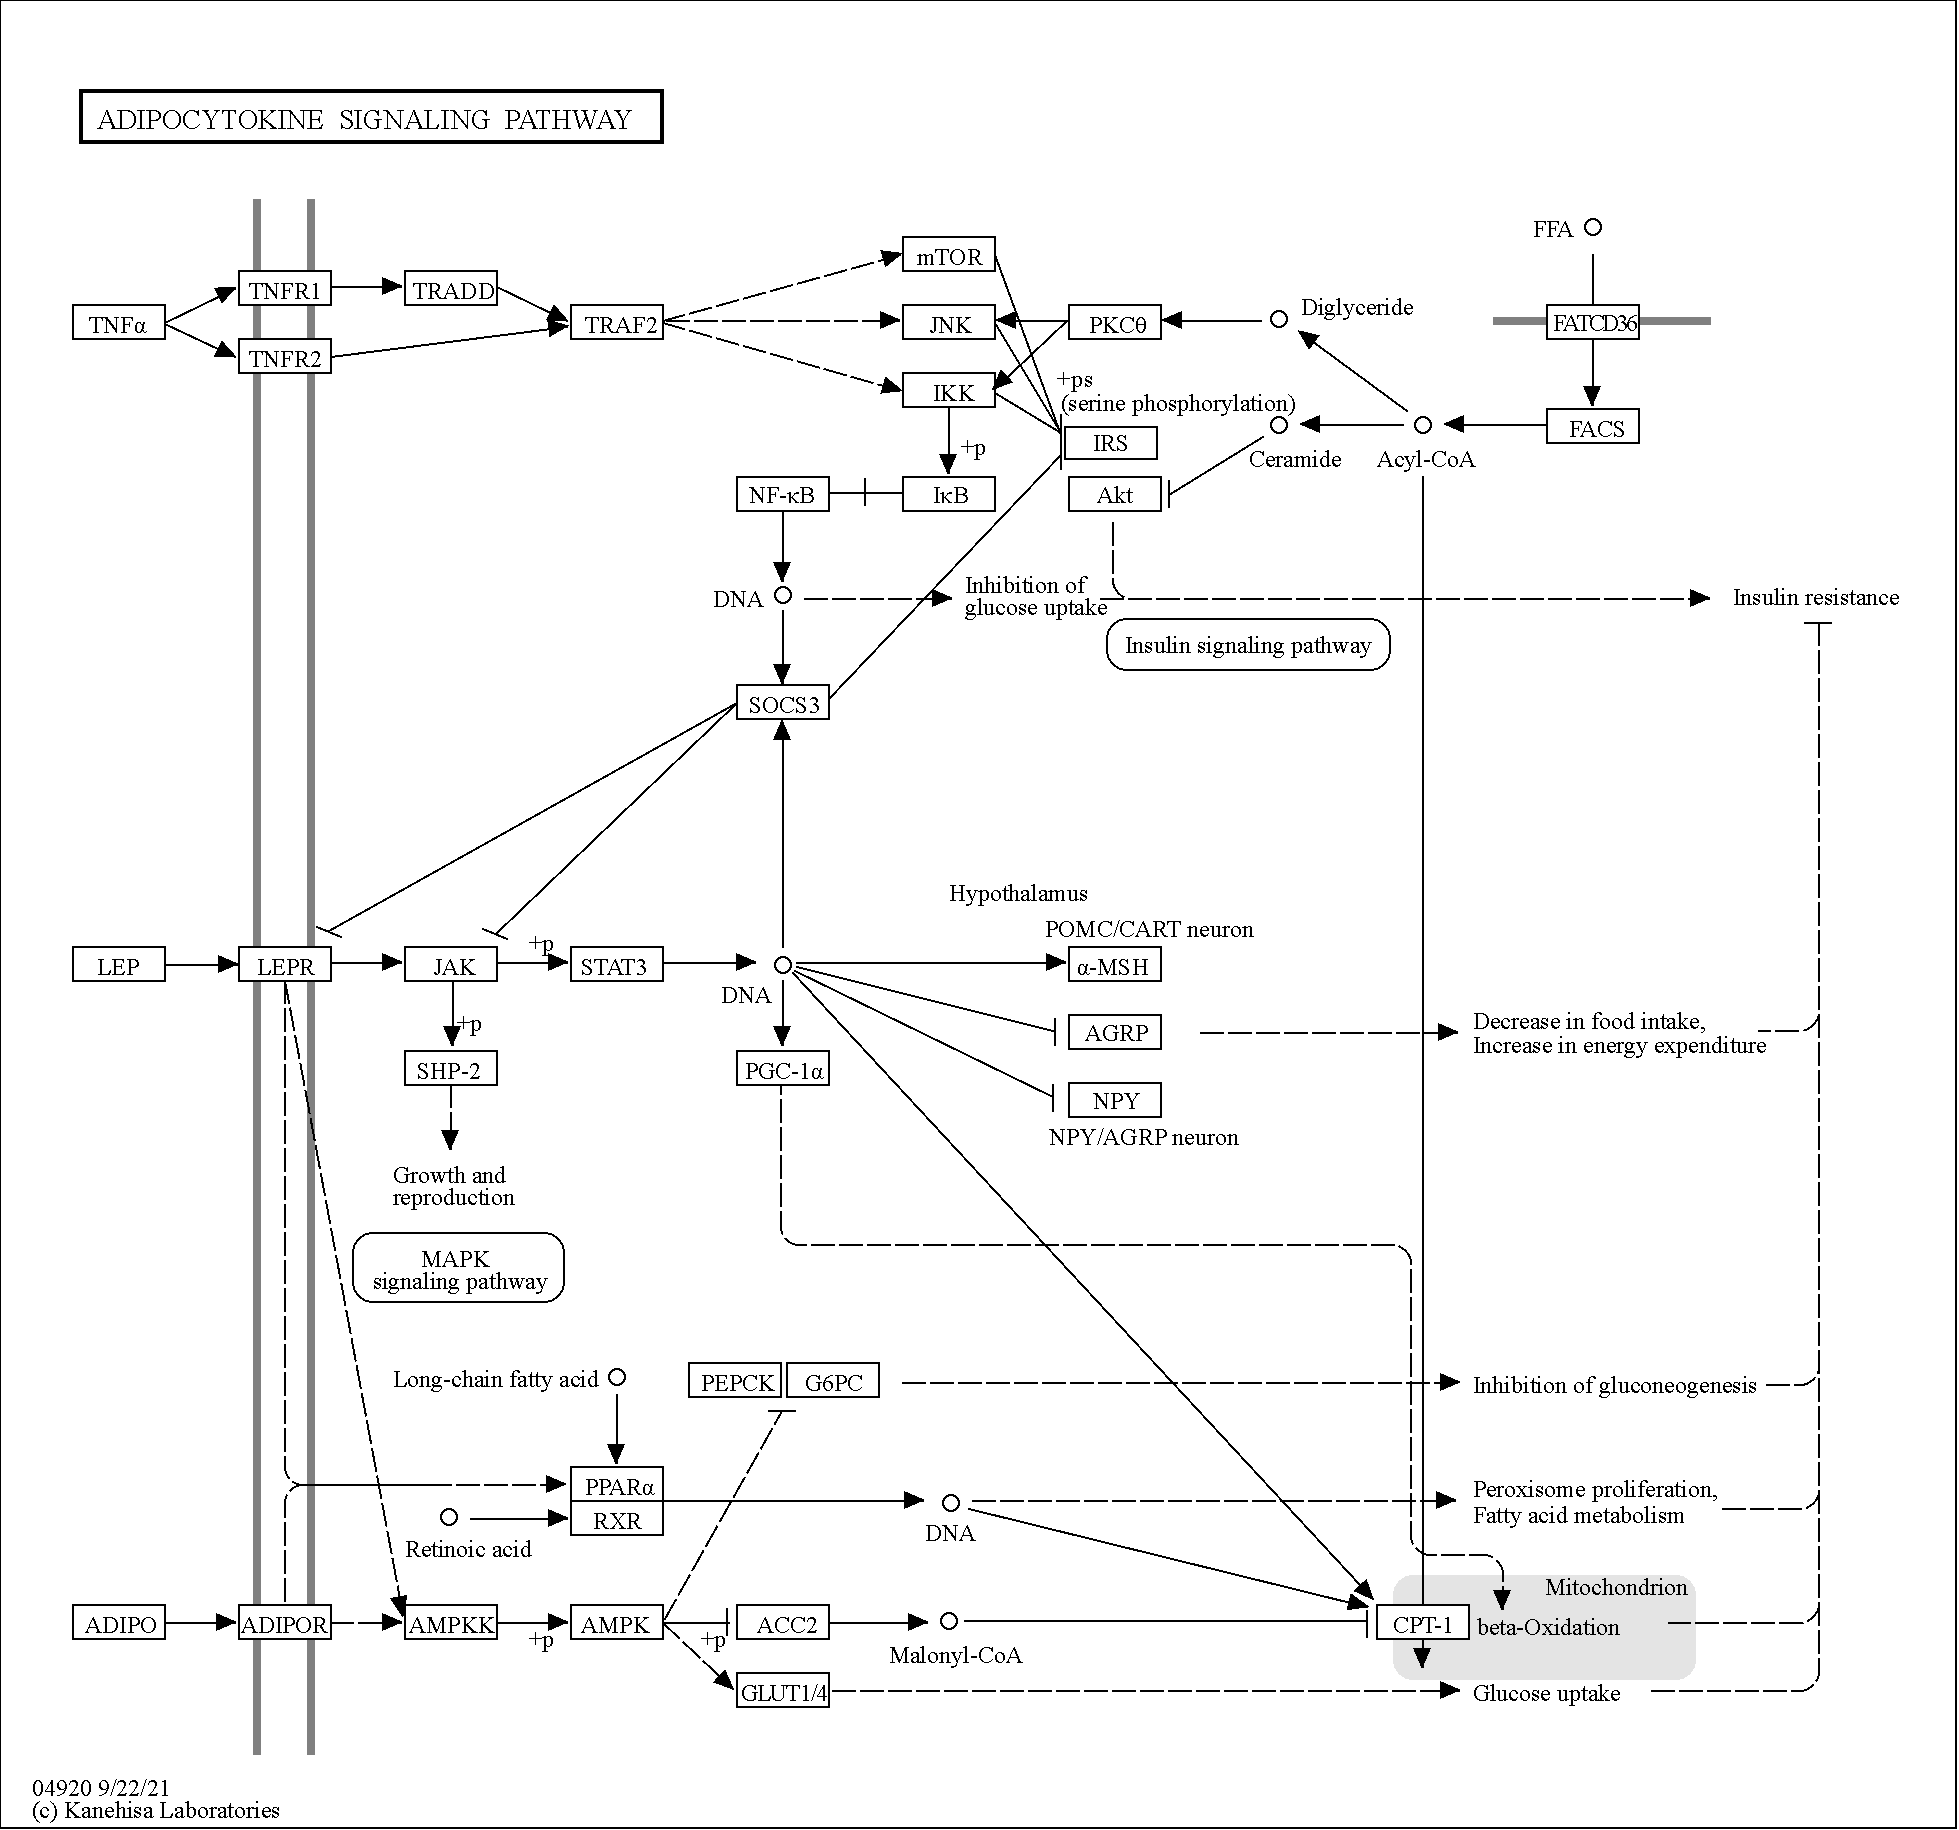 ADIPOCYTOKINE SIGNALING PATHWAY
FFA
mTOR
TNFR1
TRADD
Diglyceride
TNFα
TRAF2
JNK
PKCθ
FATCD36
TNFR2
IKK
+ps
(serine phosphorylation)
FACS
+p
IRS
Ceramide
Acyl-CoA
NF-κB
IκB
Akt
DNA
Inhibition of
glucose uptake
Insulin resistance
Insulin signaling pathway
SOCS3
Hypothalamus
POMC/CART neuron
+p
LEP
LEPR
JAK
STAT3
α-MSH
DNA
+p
AGRP
Decrease in food intake,
Increase in energy expenditure
SHP-2
PGC-1α
NPY
NPY/AGRP neuron
Growth and
reproduction
MAPK
signaling pathway
Long-chain fatty acid
PEPCK
G6PC
Inhibition of gluconeogenesis
PPARα
Peroxisome proliferation,
Fatty acid metabolism
RXR
DNA
Retinoic acid
Mitochondrion
ADIPO
ADIPOR
AMPKK
+p
AMPK
+p
ACC2
Malonyl-CoA
CPT-1
beta-Oxidation
GLUT1/4
Glucose uptake
04920 9/22/21
(c) Kanehisa Laboratories